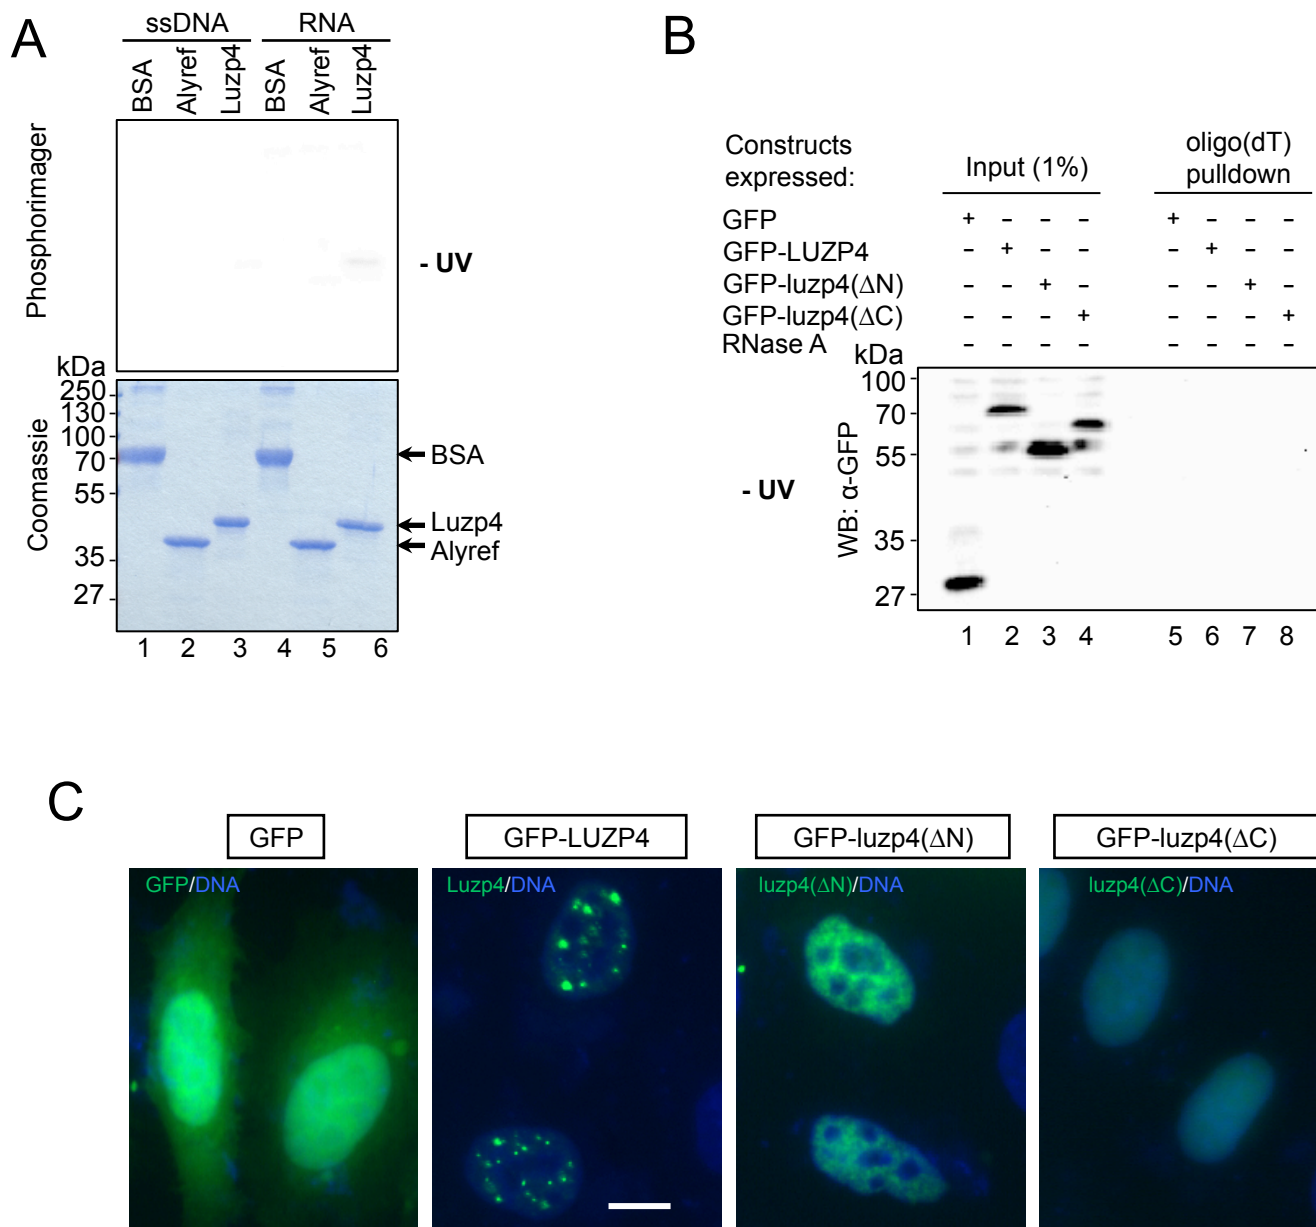 A
ssDNA RNA
BSA Alyref Luzp4 BSA Alyref Luzp4
Phosphorimager
- UV
kDa
250
130
100
70
55
35
27
Coomassie
BSA
Luzp4
Alyref
1 2 3 4 5 6
B
Constructs
expressed:
Input (1%)
oligo(dT)
pulldown
GFP + - - - + - - -
GFP-LUZP4 - + - - - + - -
GFP-luzp4(ΔN) - - + - - - + -
GFP-luzp4(ΔC) - - - + - - - +
RNase A - - - - - - - -
kDa
100
70
55
35
27
- UV
WB: α-GFP
1 2 3 4 5 6 7 8
C
GFP GFP-LUZP4 GFP-luzp4(ΔN) GFP-luzp4(ΔC)
GFP/DNA Luzp4/DNA luzp4(ΔN)/DNA luzp4(ΔC)/DNA